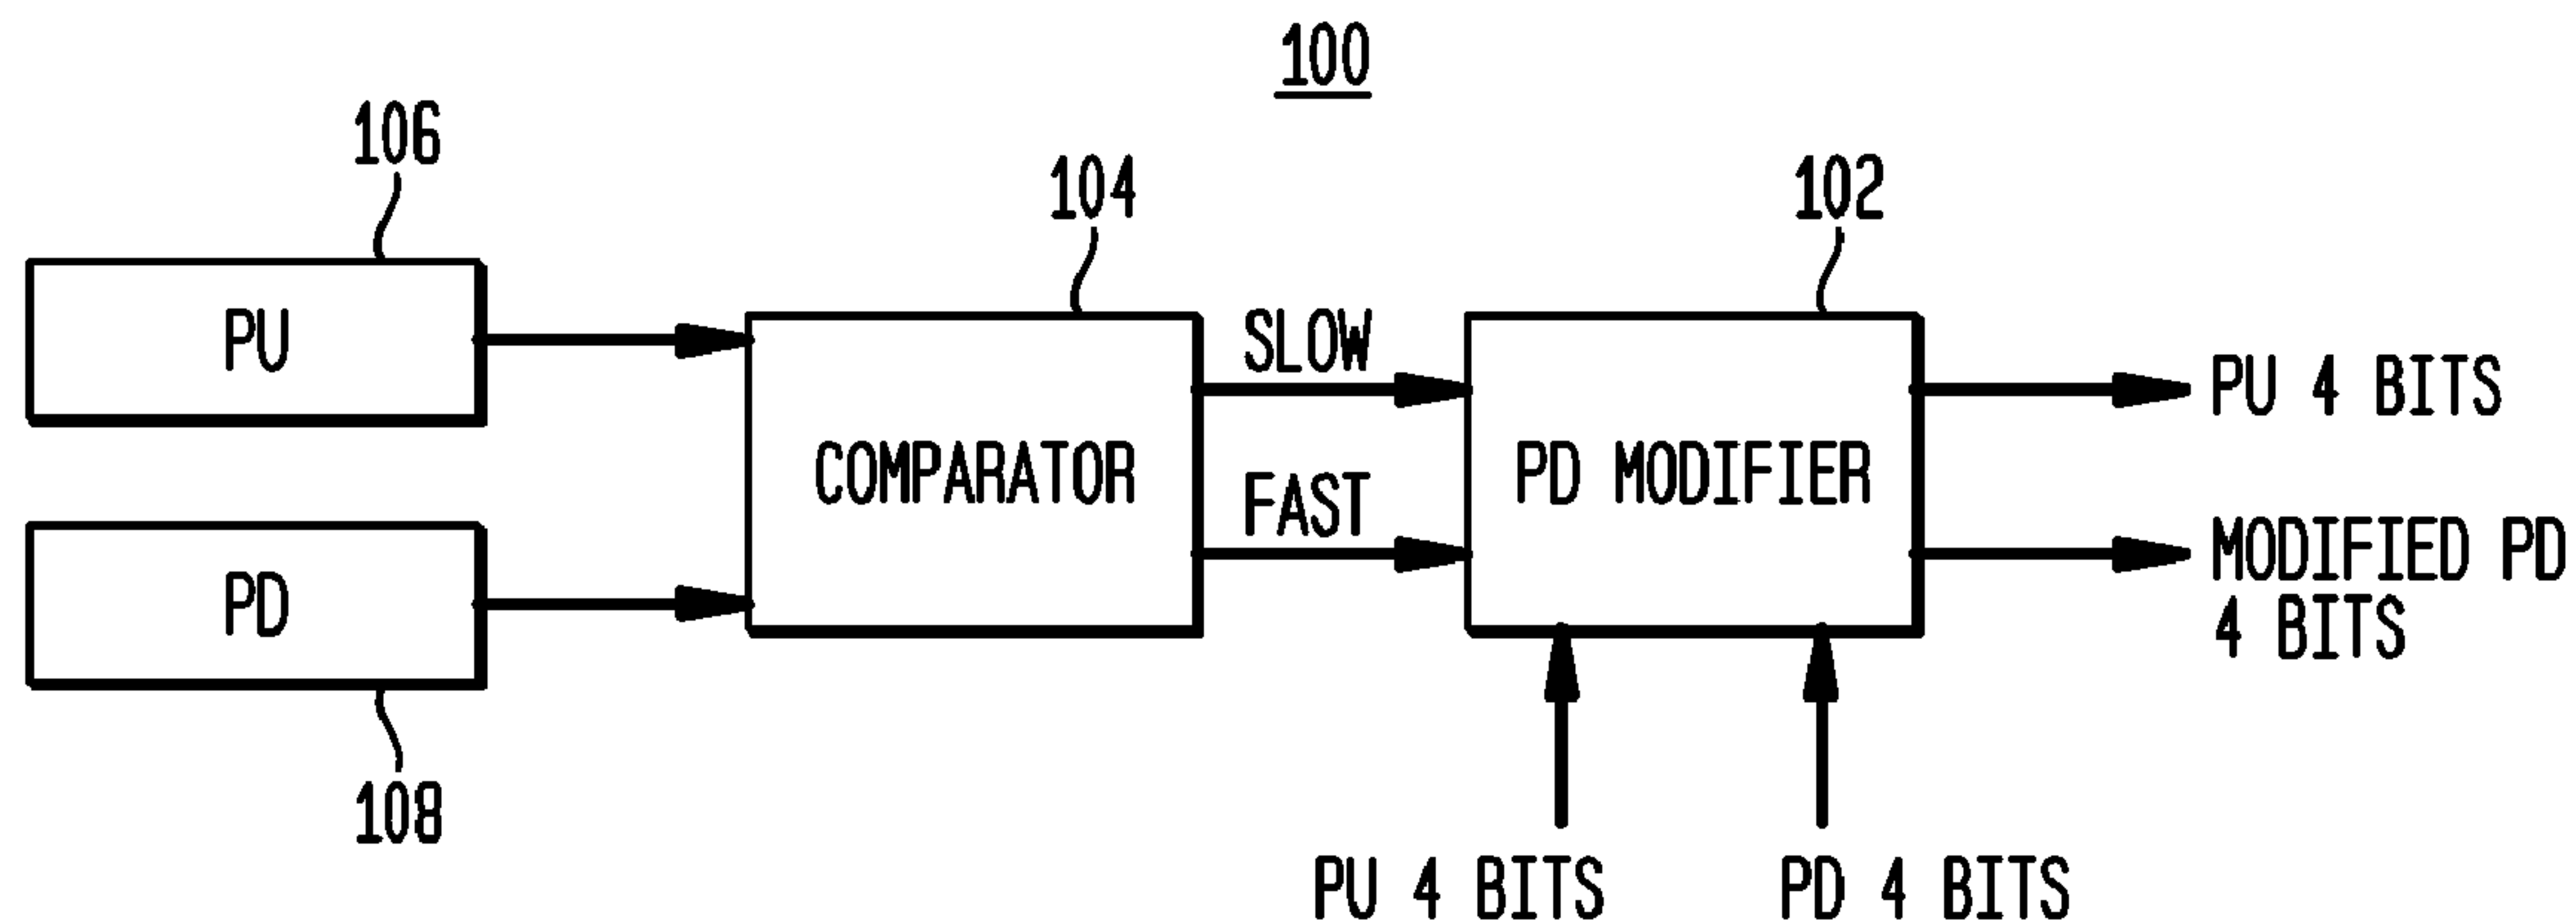 100
106
104
102
PU
SLOW
PU 4 BITS
COMPARATOR
PD MODIFIER
FAST
MODIFIED PD
4 BITS
PD
108
PU 4 BITS
PD 4 BITS